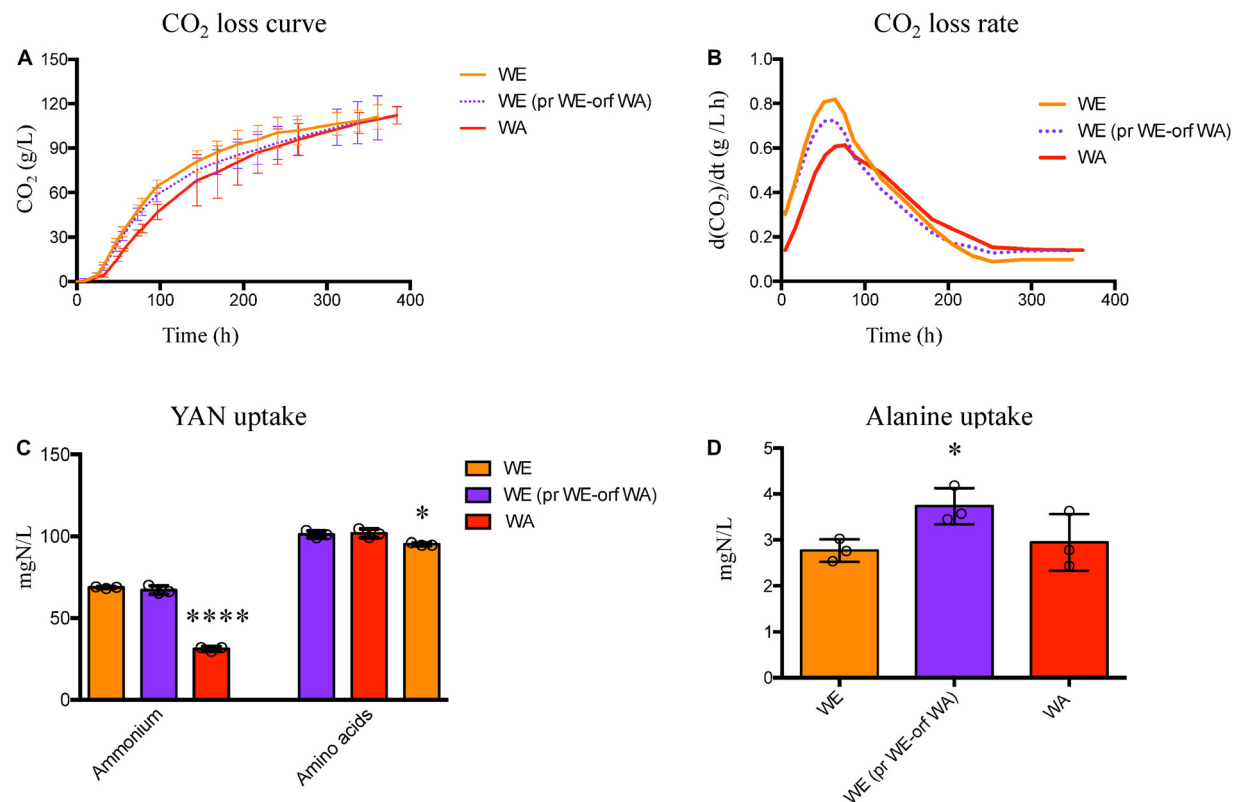 CO₂ loss curve
A
150
120
90
60
30
0
CO₂ (g/L)
0
100
200
300
400
Time (h)
WE
WE (pr WE-orf WA)
WA
CO₂ loss rate
B
1.0
0.8
0.6
0.4
0.2
0.0
d(CO₂)/dt (g /L h)
0
100
200
300
400
Time (h)
WE
WE (pr WE-orf WA)
WA
YAN uptake
C
150
100
50
0
mgN/L
****
*
Ammonium
Amino acids
WE
WE (pr WE-orf WA)
WA
Alanine uptake
D
5
4
3
2
1
0
mgN/L
*
WE
WE (pr WE-orf WA)
WA